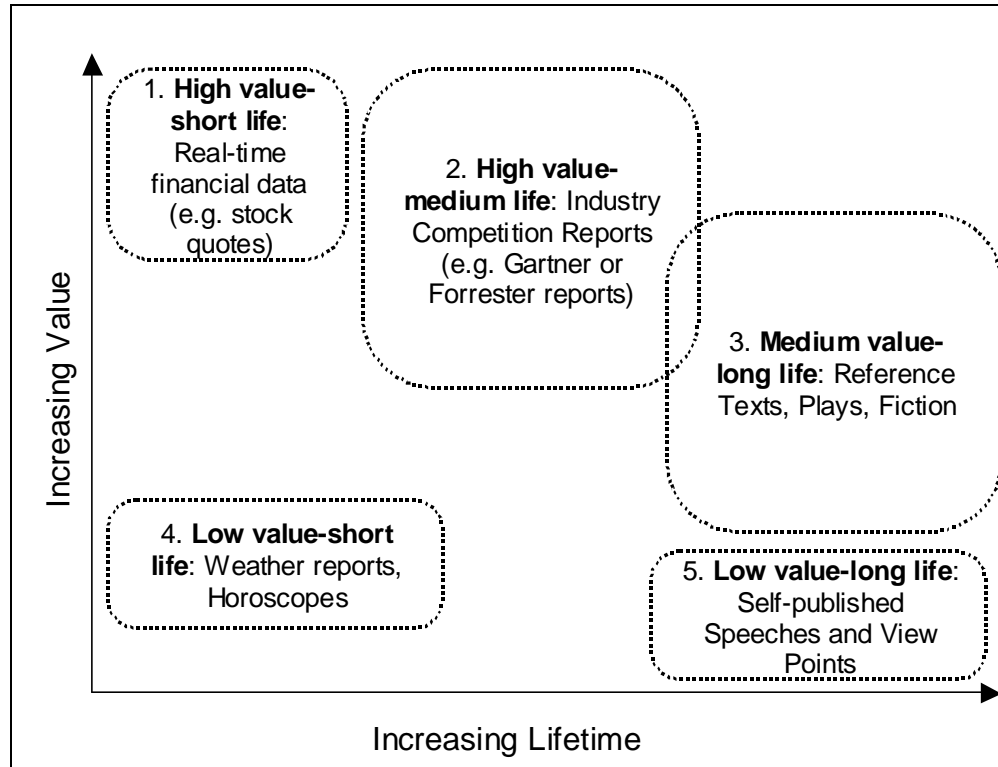 Increasing Value
1. High value-
short life:
Real-time
financial data
(e.g. stock
quotes)
2. High value-
medium life: Industry
Competition Reports
(e.g. Gartner or
Forrester reports)
3. Medium value-
long life: Reference
Texts, Plays, Fiction
4. Low value-short
life: Weather reports,
Horoscopes
5. Low value-long life:
Self-published
Speeches and View
Points
Increasing Lifetime